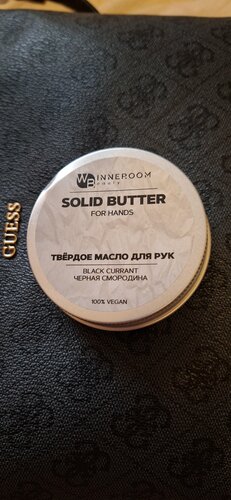 WB INNEROOM
Beauty
SOLID BUTTER
FOR HANDS
ТВЁРДОЕ МАСЛО ДЛЯ РУК
BLACK CURRANT
ЧЕРНАЯ СМОРОДИНА
100% VEGAN
GUESS